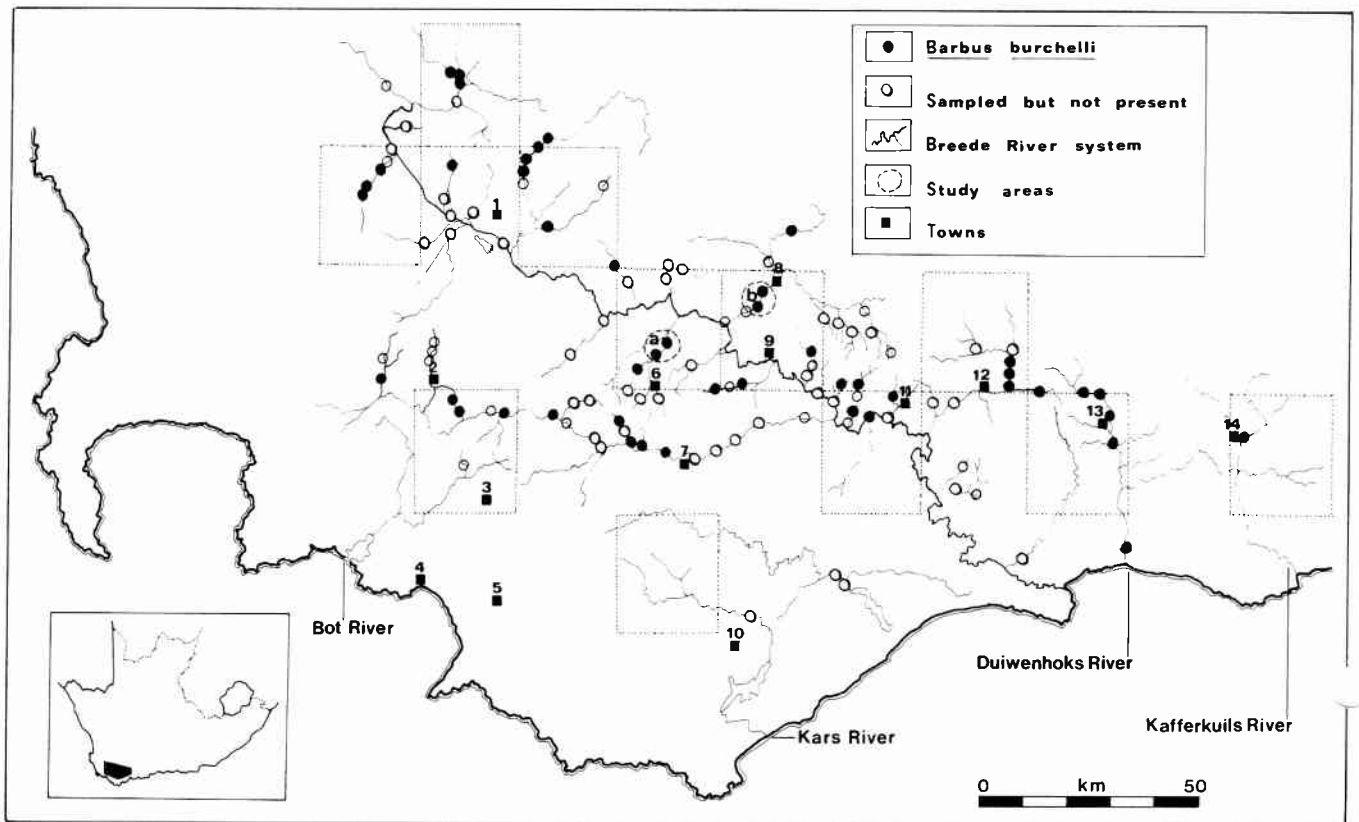 Barbus burchelli
Sampled but not present
Breede River system
Study areas
Towns
1
8
b
a
9
2
6
12
11
13
14
7
3
4
5
10
Bot River
Duiwenhoks River
Kafferkuils River
Kars River
0 km 50